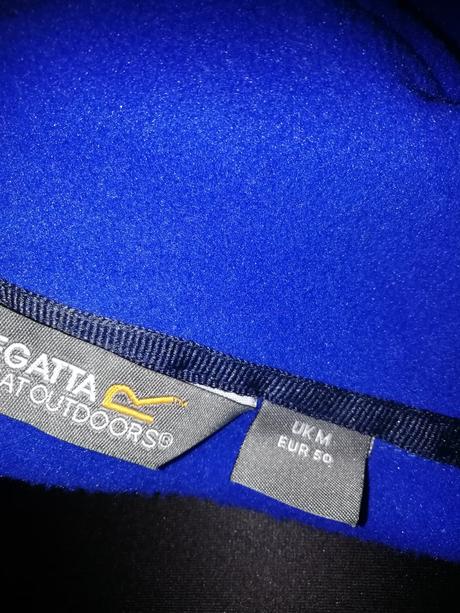 EGATTA
AT OUTDOORS®
UK M
EUR 50